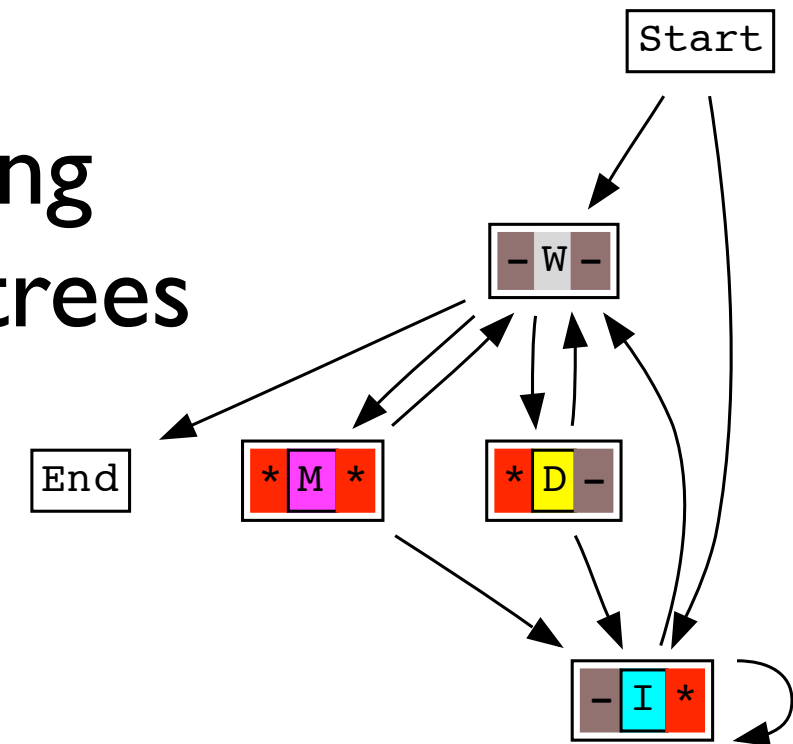 Start
ng
trees
- W -
End
* M *
* D -
- I *